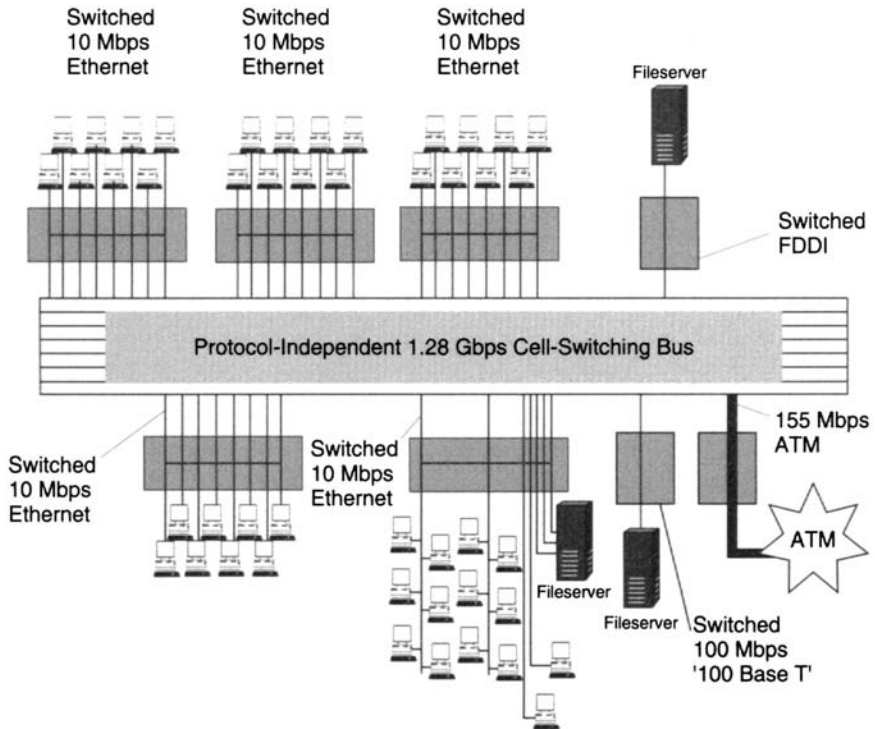 Switched
10 Mbps
Ethernet
Switched
10 Mbps
Ethernet
Switched
10 Mbps
Ethernet
Fileserver
Switched
FDDI
Protocol-Independent 1.28 Gbps Cell-Switching Bus
Switched
10 Mbps
Ethernet
Switched
10 Mbps
Ethernet
155 Mbps
ATM
ATM
Fileserver
Fileserver
Switched
100 Mbps
'100 Base T'